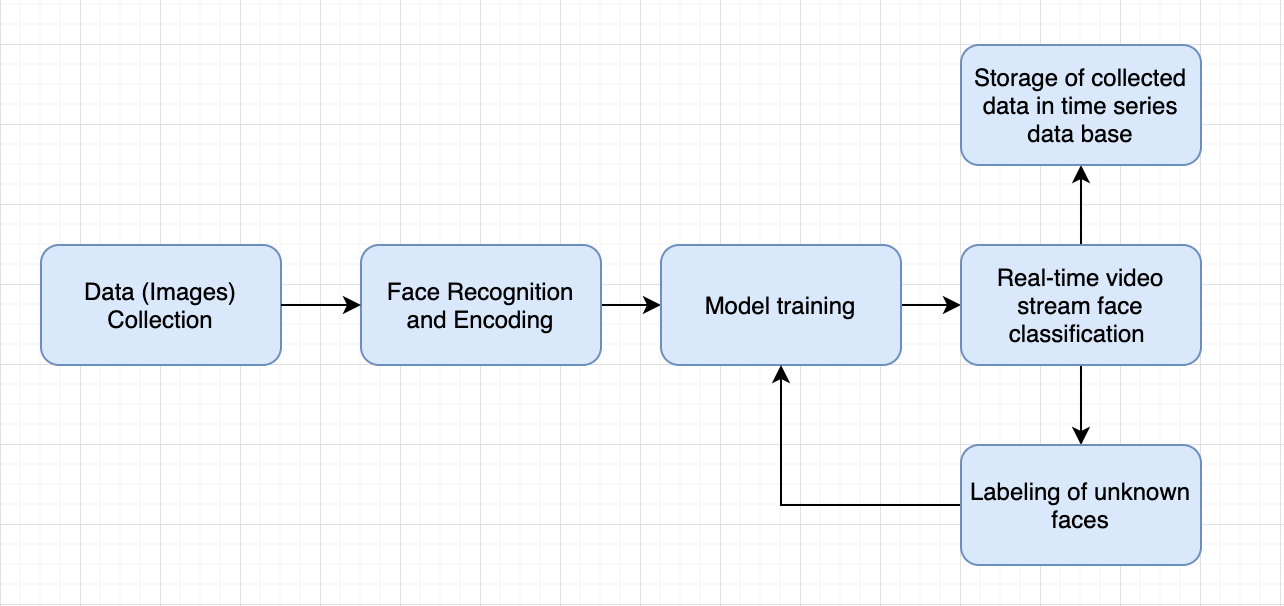 Storage of collected
data in time series
data base
Data (Images)
Collection
Face Recognition
and Encoding
Model training
Real-time video
stream face
classification
Labeling of unknown
faces